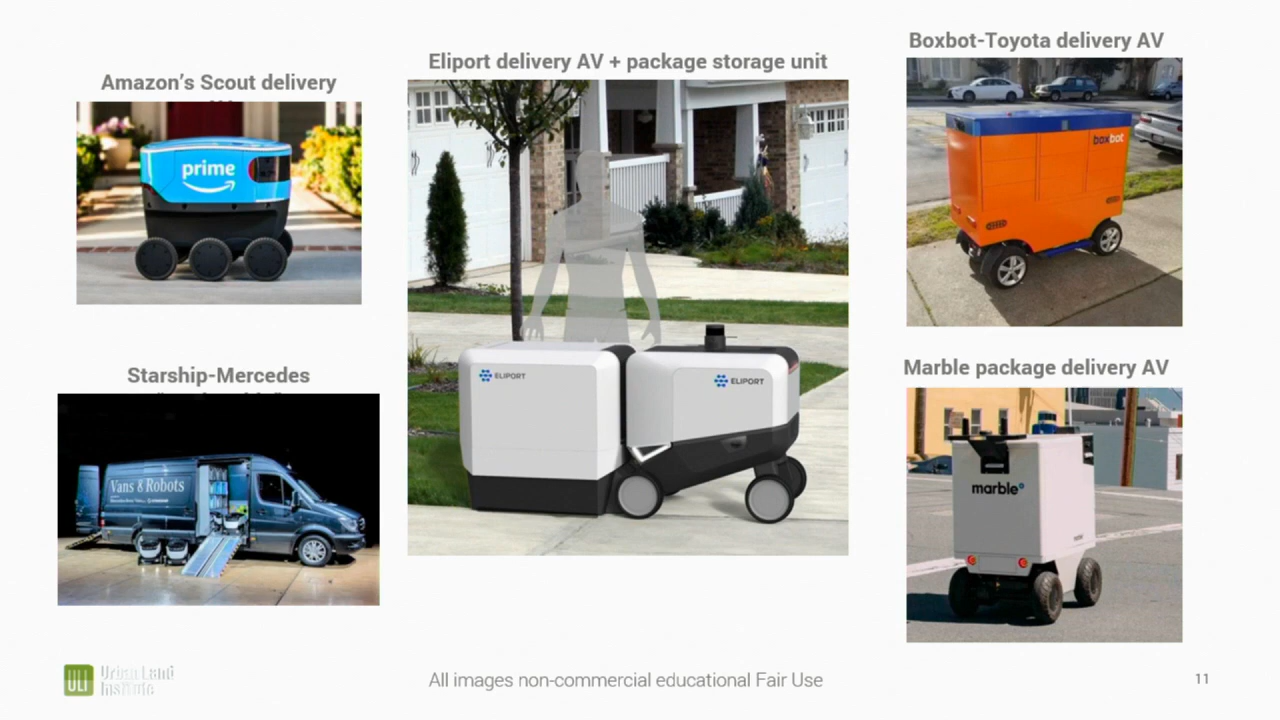 Amazon's Scout delivery
prime
Starship-Mercedes
Vans & Robots
Eliport delivery AV + package storage unit
ELIPORT
ELIPORT
Boxbot-Toyota delivery AV
boxbot
Marble package delivery AV
marble
Urban Land
Institute
ULI
All images non-commercial educational Fair Use
11